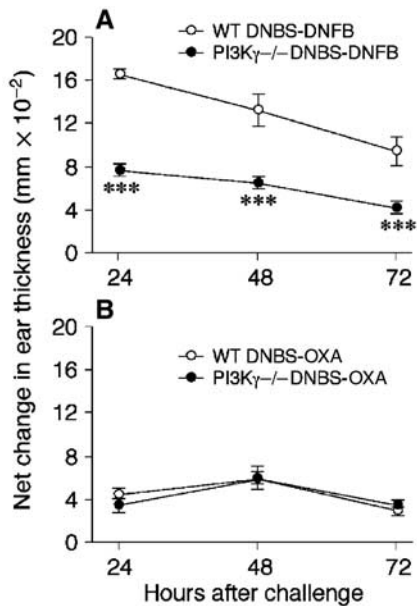 A
WT DNBS-DNFB
PI3Kγ−/−DNBS-DNFB
20
16
12
8
4
0
***
***
***
24
48
72
B
WT DNBS-OXA
PI3Kγ−/−DNBS-OXA
20
16
12
8
4
0
24
48
72
Net change in ear thickness (mm × 10⁻²)
Hours after challenge